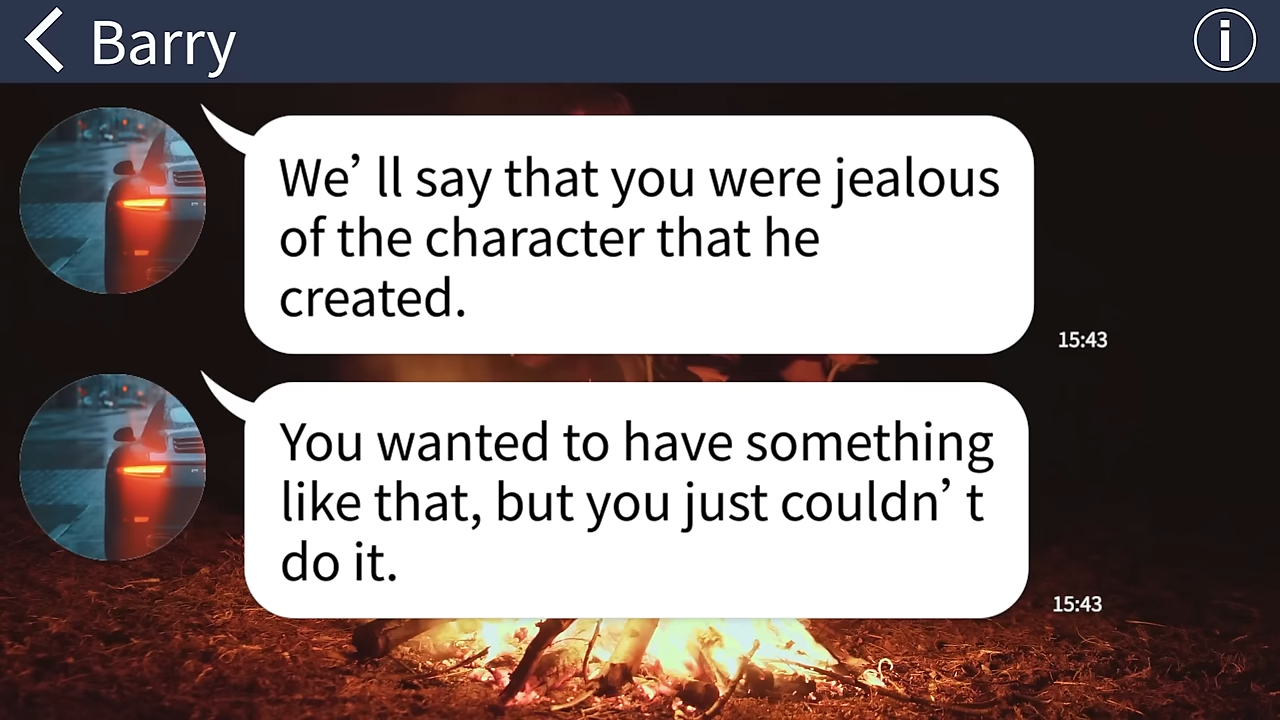 Barry
We’ll say that you were jealous
of the character that he
created.
15:43
You wanted to have something
like that, but you just couldn’t
do it.
15:43